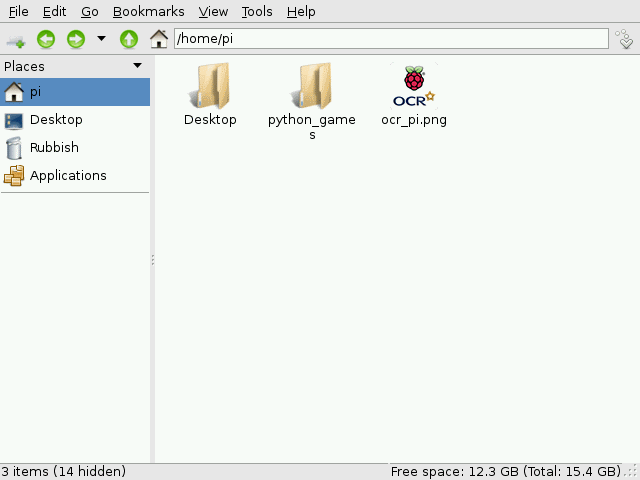 File Edit Go Bookmarks View Tools Help
/home/pi
Places
pi
Desktop
Rubbish
Applications
Desktop
python_game
s
OCR
ocr_pi.png
3 items (14 hidden)
Free space: 12.3 GB (Total: 15.4 GB)